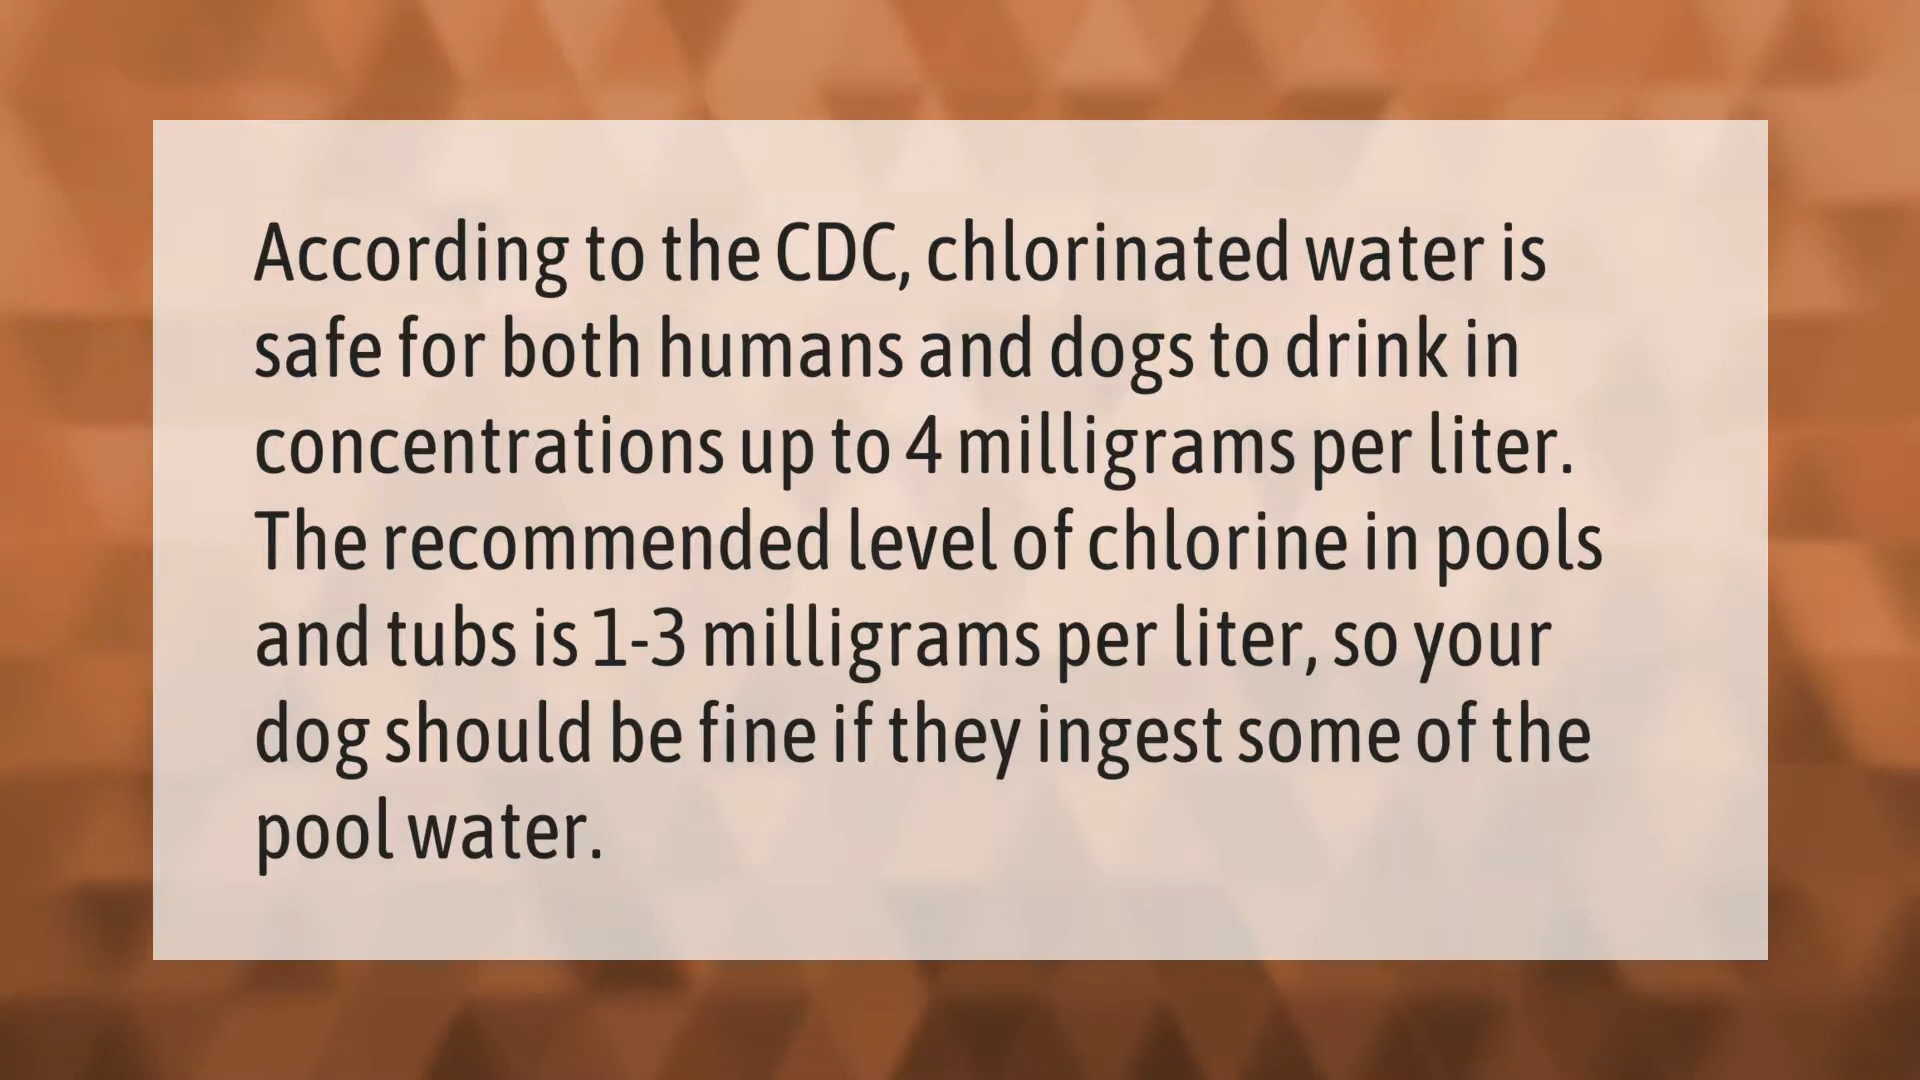 According to the CDC, chlorinated water is
safe for both humans and dogs to drink in
concentrations up to 4 milligrams per liter.
The recommended level of chlorine in pools
and tubs is 1-3 milligrams per liter, so your
dog should be fine if they ingest some of the
pool water.